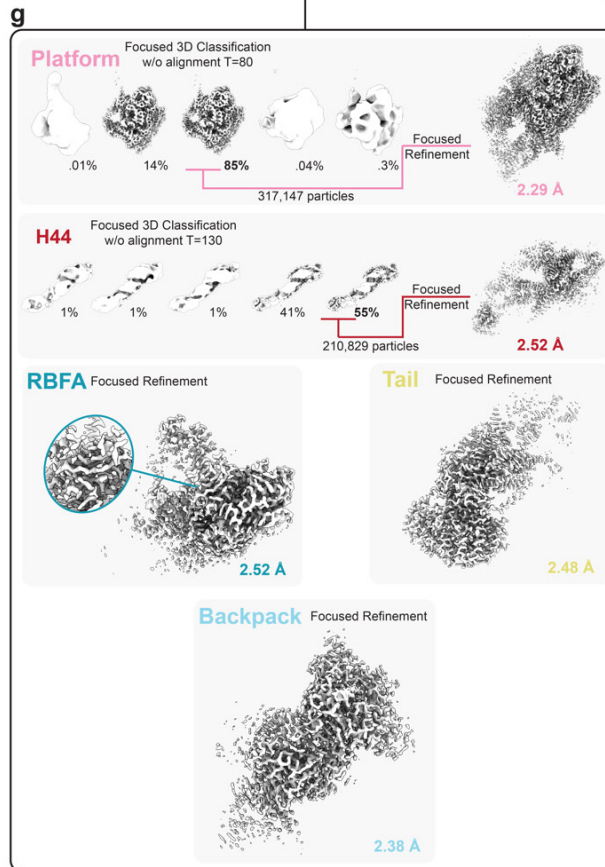 g
Platform
Focused 3D Classification
w/o alignment T=80
.01%
14%
85%
.04%
.3%
317,147 particles
Focused
Refinement
2.29 Å
H44
Focused 3D Classification
w/o alignment T=130
1%
1%
1%
41%
55%
210,829 particles
Focused
Refinement
2.52 Å
RBFA Focused Refinement
2.52 Å
Tail Focused Refinement
2.48 Å
Backpack Focused Refinement
2.38 Å